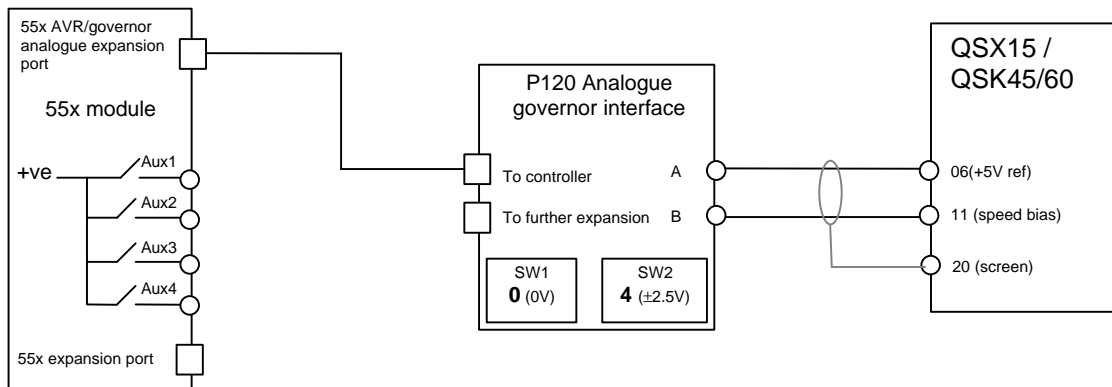 55x AVR/governor
analogue expansion
port
55x module
+ve
Aux1
Aux2
Aux3
Aux4
55x expansion port
P120 Analogue
governor interface
To controller
A
To further expansion
B
SW1
0 (0V)
SW2
4 (±2.5V)
QSX15 /
QSK45/60
06(+5V ref)
11 (speed bias)
20 (screen)